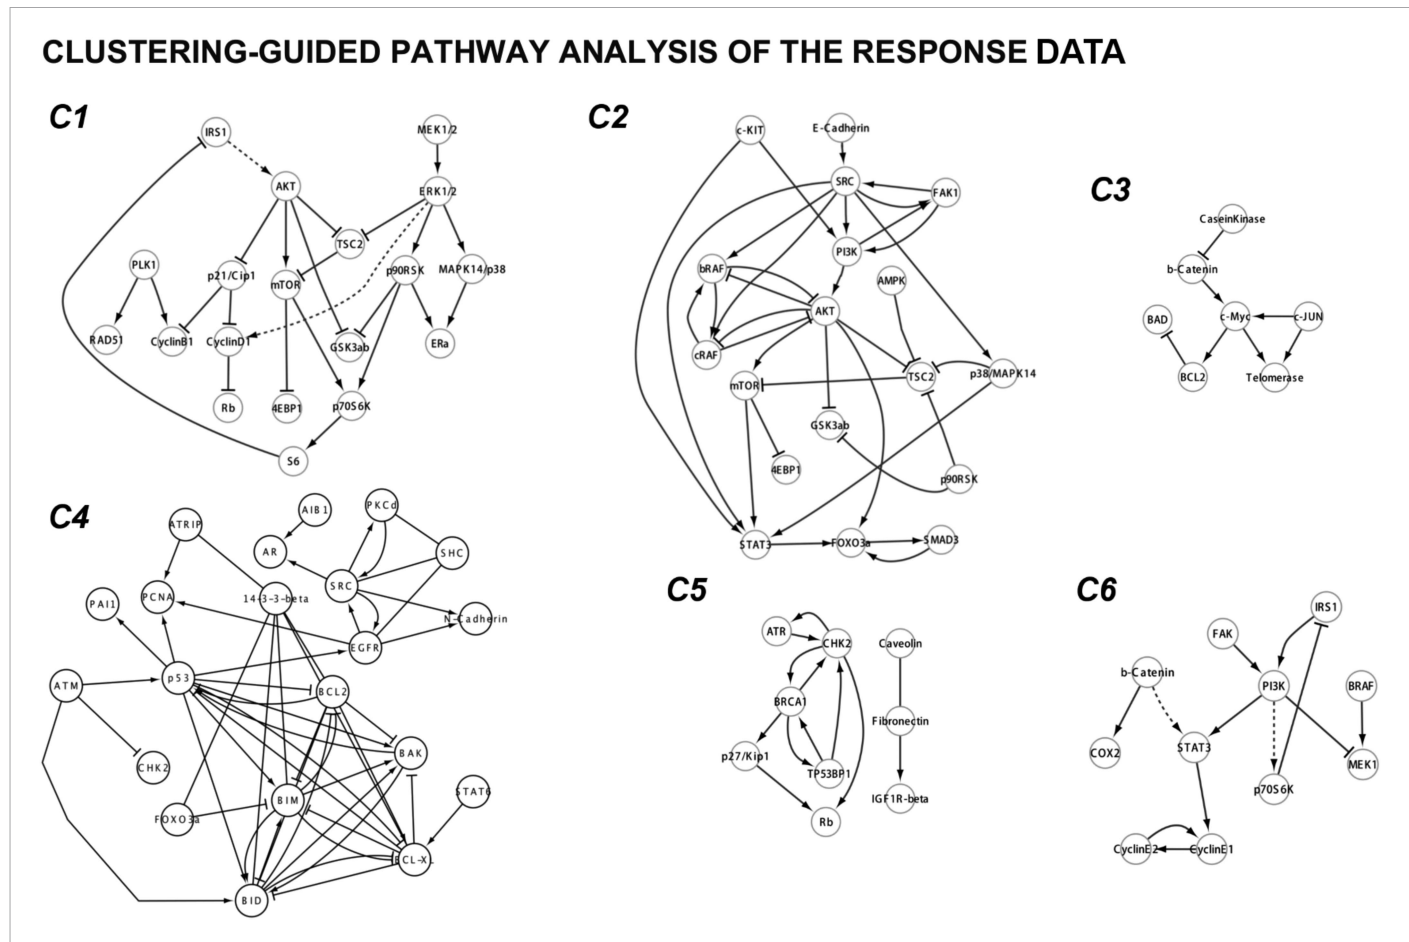 CLUSTERING-GUIDED PATHWAY ANALYSIS OF THE RESPONSE DATA
C1
IRS1
MEK1/2
AKT
ERK1/2
TSC2
PLK1
p21/Cip1
mTOR
p90RSK
MAPK14/p38
RAD51
CyclinB1
CyclinD1
GSK3ab
ERa
Rb
4EBP1
p70S6K
S6
C2
c-KIT
E-Cadherin
SRC
FAK1
PI3K
bRAF
AMPK
AKT
cRAF
mTOR
TSC2
p38/MAPK14
GSK3ab
4EBP1
p90RSK
STAT3
FOXO3a
SMAD3
C3
CaseinKinase
b-Catenin
BAD
c-Myc
c-JUN
BCL2
Telomerase
C4
ATRIP
AIB1
PKCd
AR
SHC
SRC
PAI1
PCNA
14-3-3-beta
N-Cadherin
EGFR
ATM
p53
BCL2
BAK
CHK2
BIM
STAT6
FOXO3a
BCL-XL
BID
C5
ATR
CHK2
Caveolin
BRCA1
Fibronectin
p27/Kip1
TP53BP1
IGF1R-beta
Rb
C6
IRS1
FAK
b-Catenin
PI3K
BRAF
COX2
STAT3
MEK1
p70S6K
CyclinE2
CyclinE1